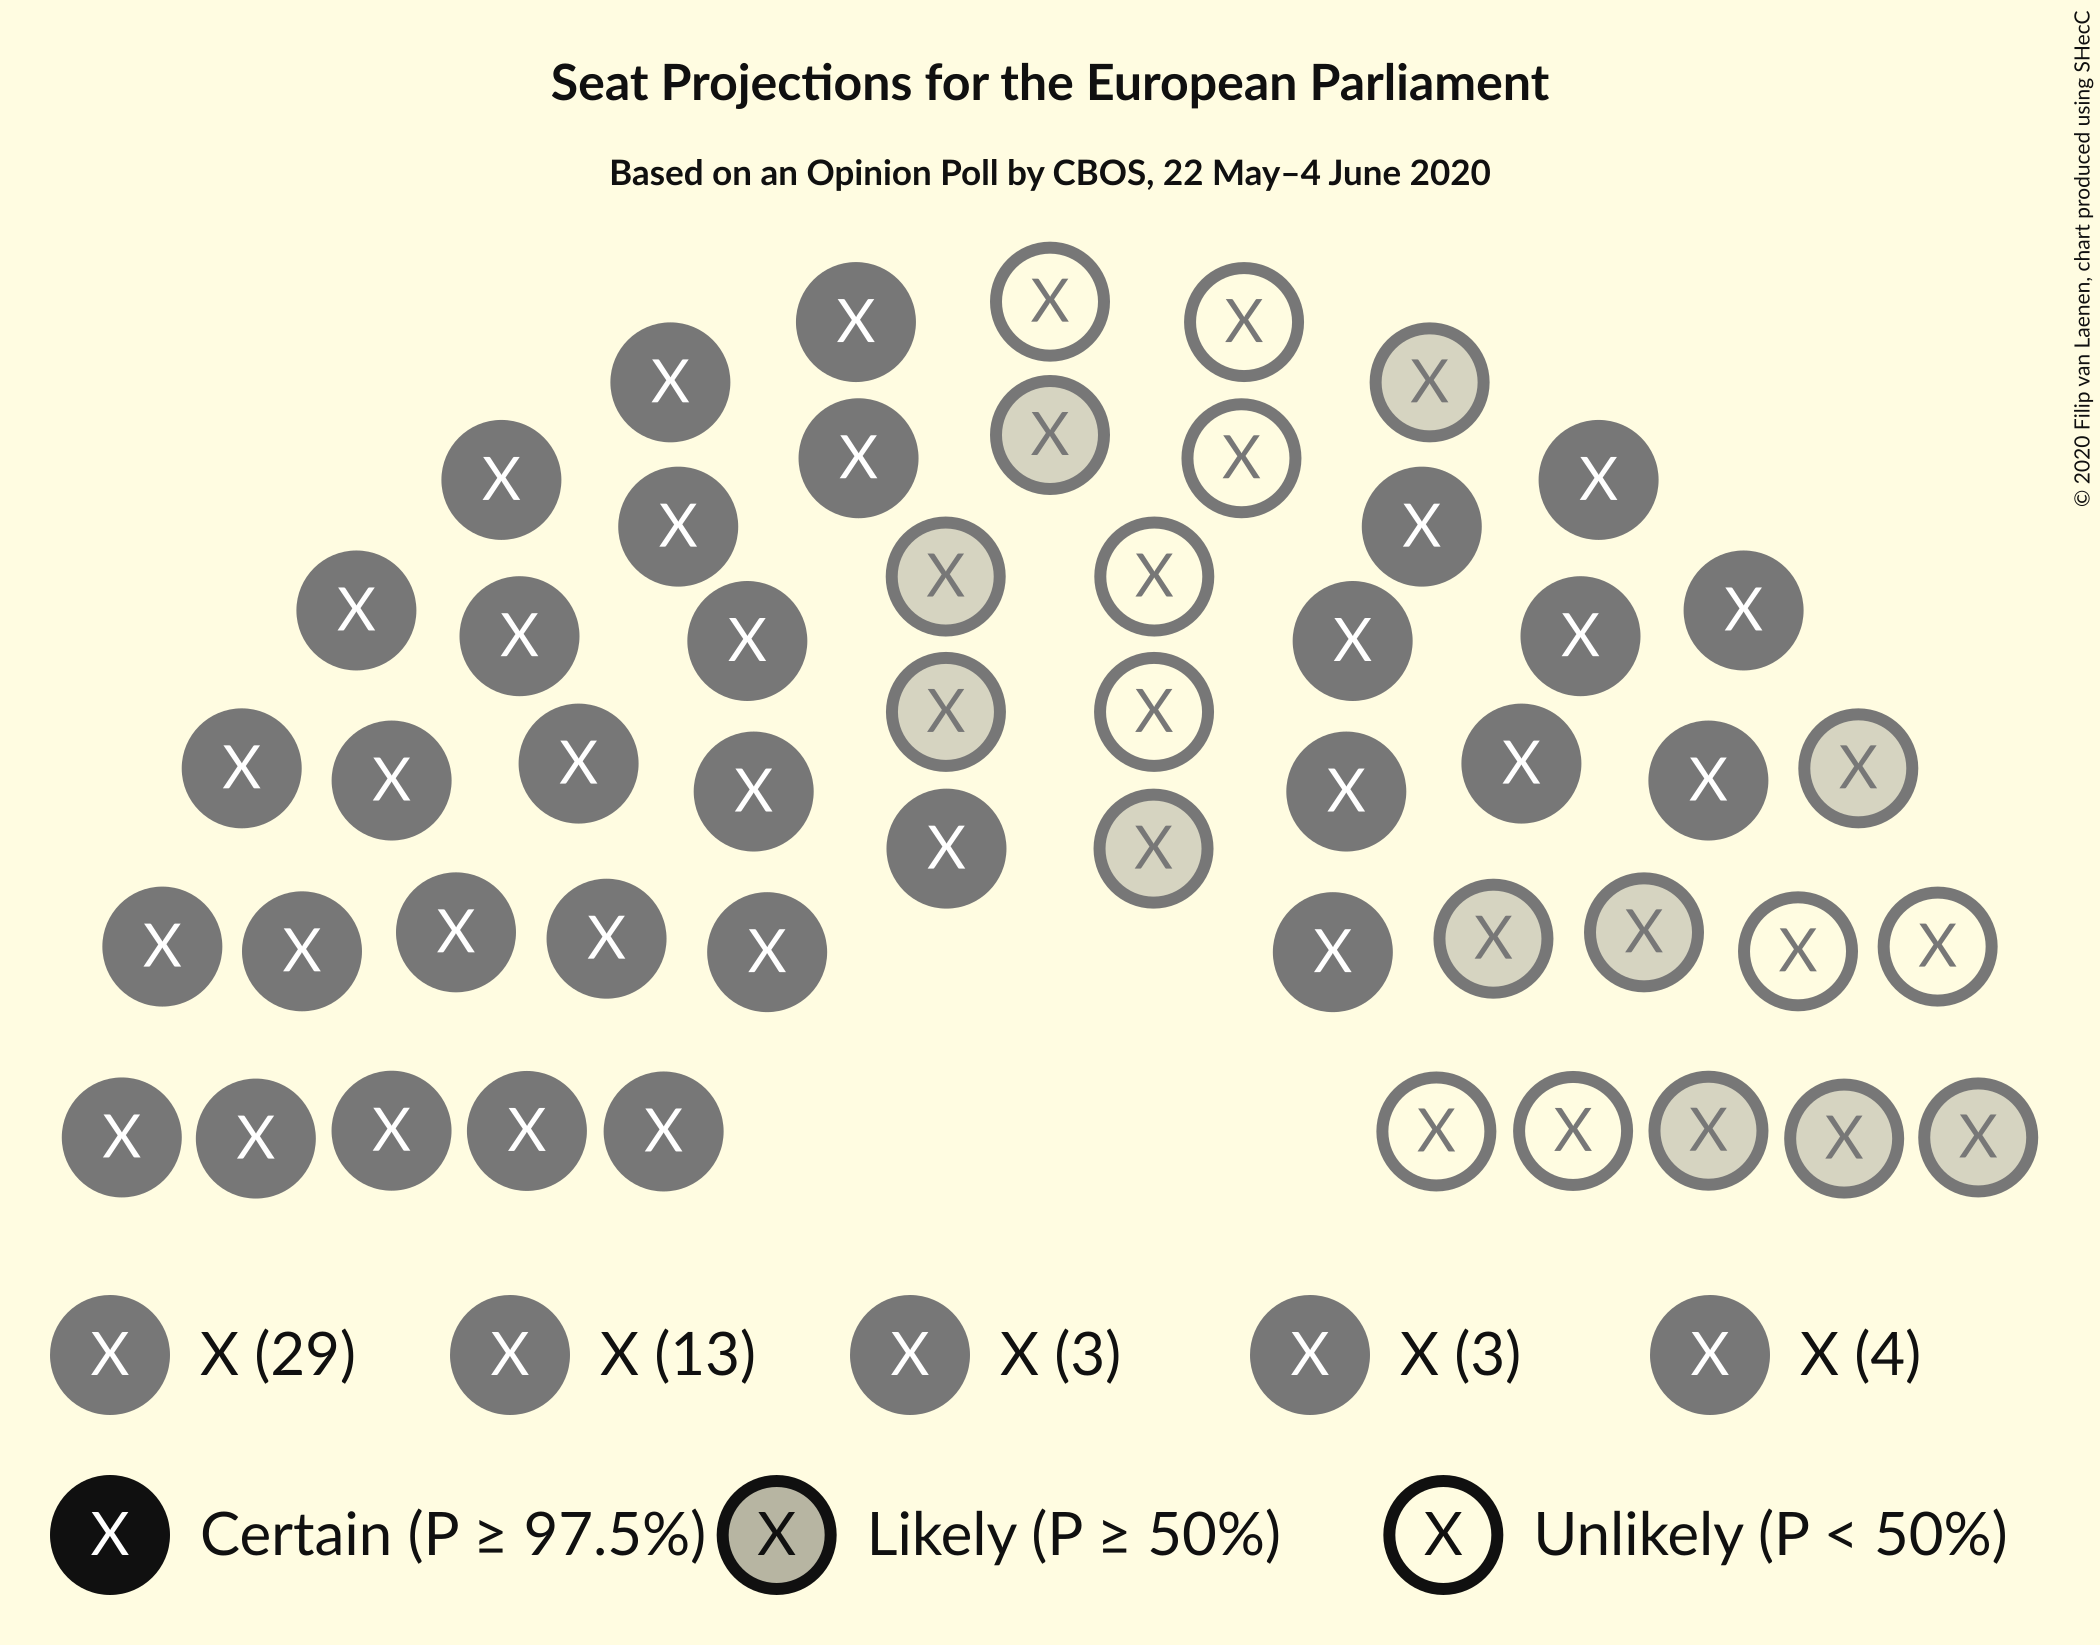 Seat Projections for the European Parliament
Based on an Opinion Poll by CBOS, 22 May–4 June 2020
© 2020 Filip van Laenen, chart produced using SHecC
X X X
X X X X
X X X
X X X X
X X X X
X X X X
X X X X
X X X X
X X X X
X X
X X X X X X X X X X
X X X X X X X X X X
X X (29) X X (13) X X (3) X X (3) X X (4)
X Certain (P ≥ 97.5%) X Likely (P ≥ 50%) X Unlikely (P < 50%)